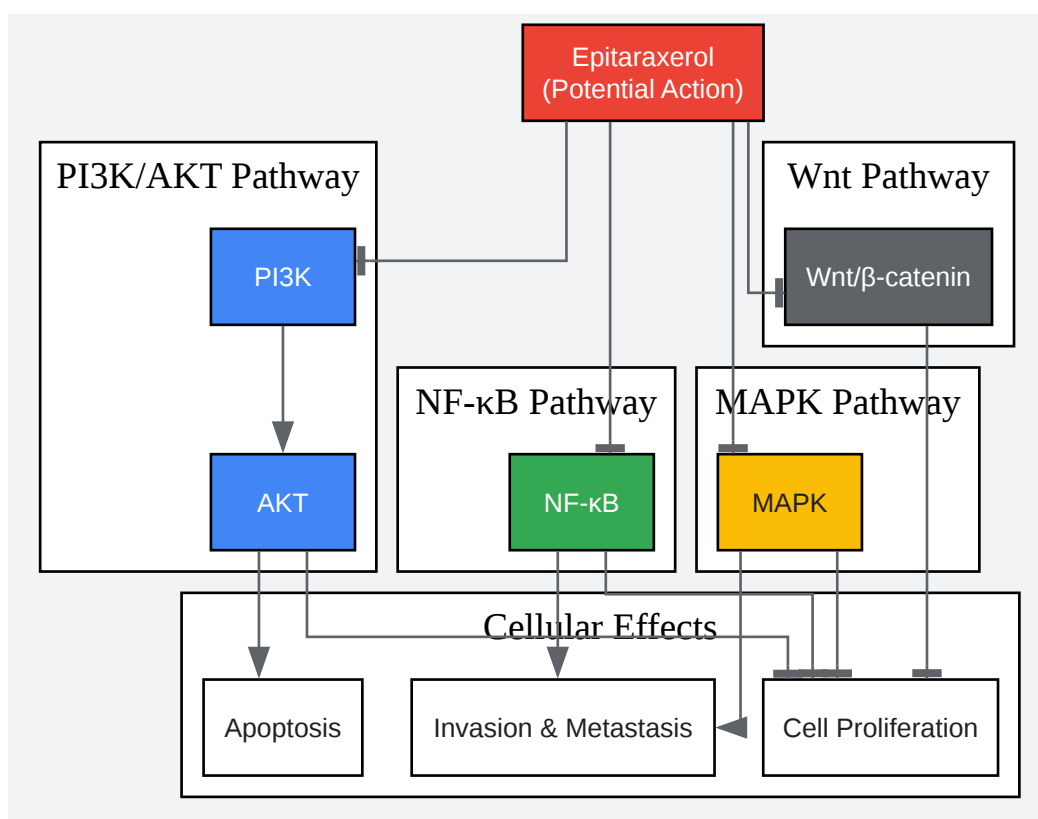 Epitaraxerol
(Potential Action)
PI3K/AKT Pathway
Wnt Pathway
PI3K
Wnt/β-catenin
NF-κB Pathway
MAPK Pathway
AKT
NF-κB
MAPK
Cellular Effects
Apoptosis
Invasion & Metastasis
Cell Proliferation